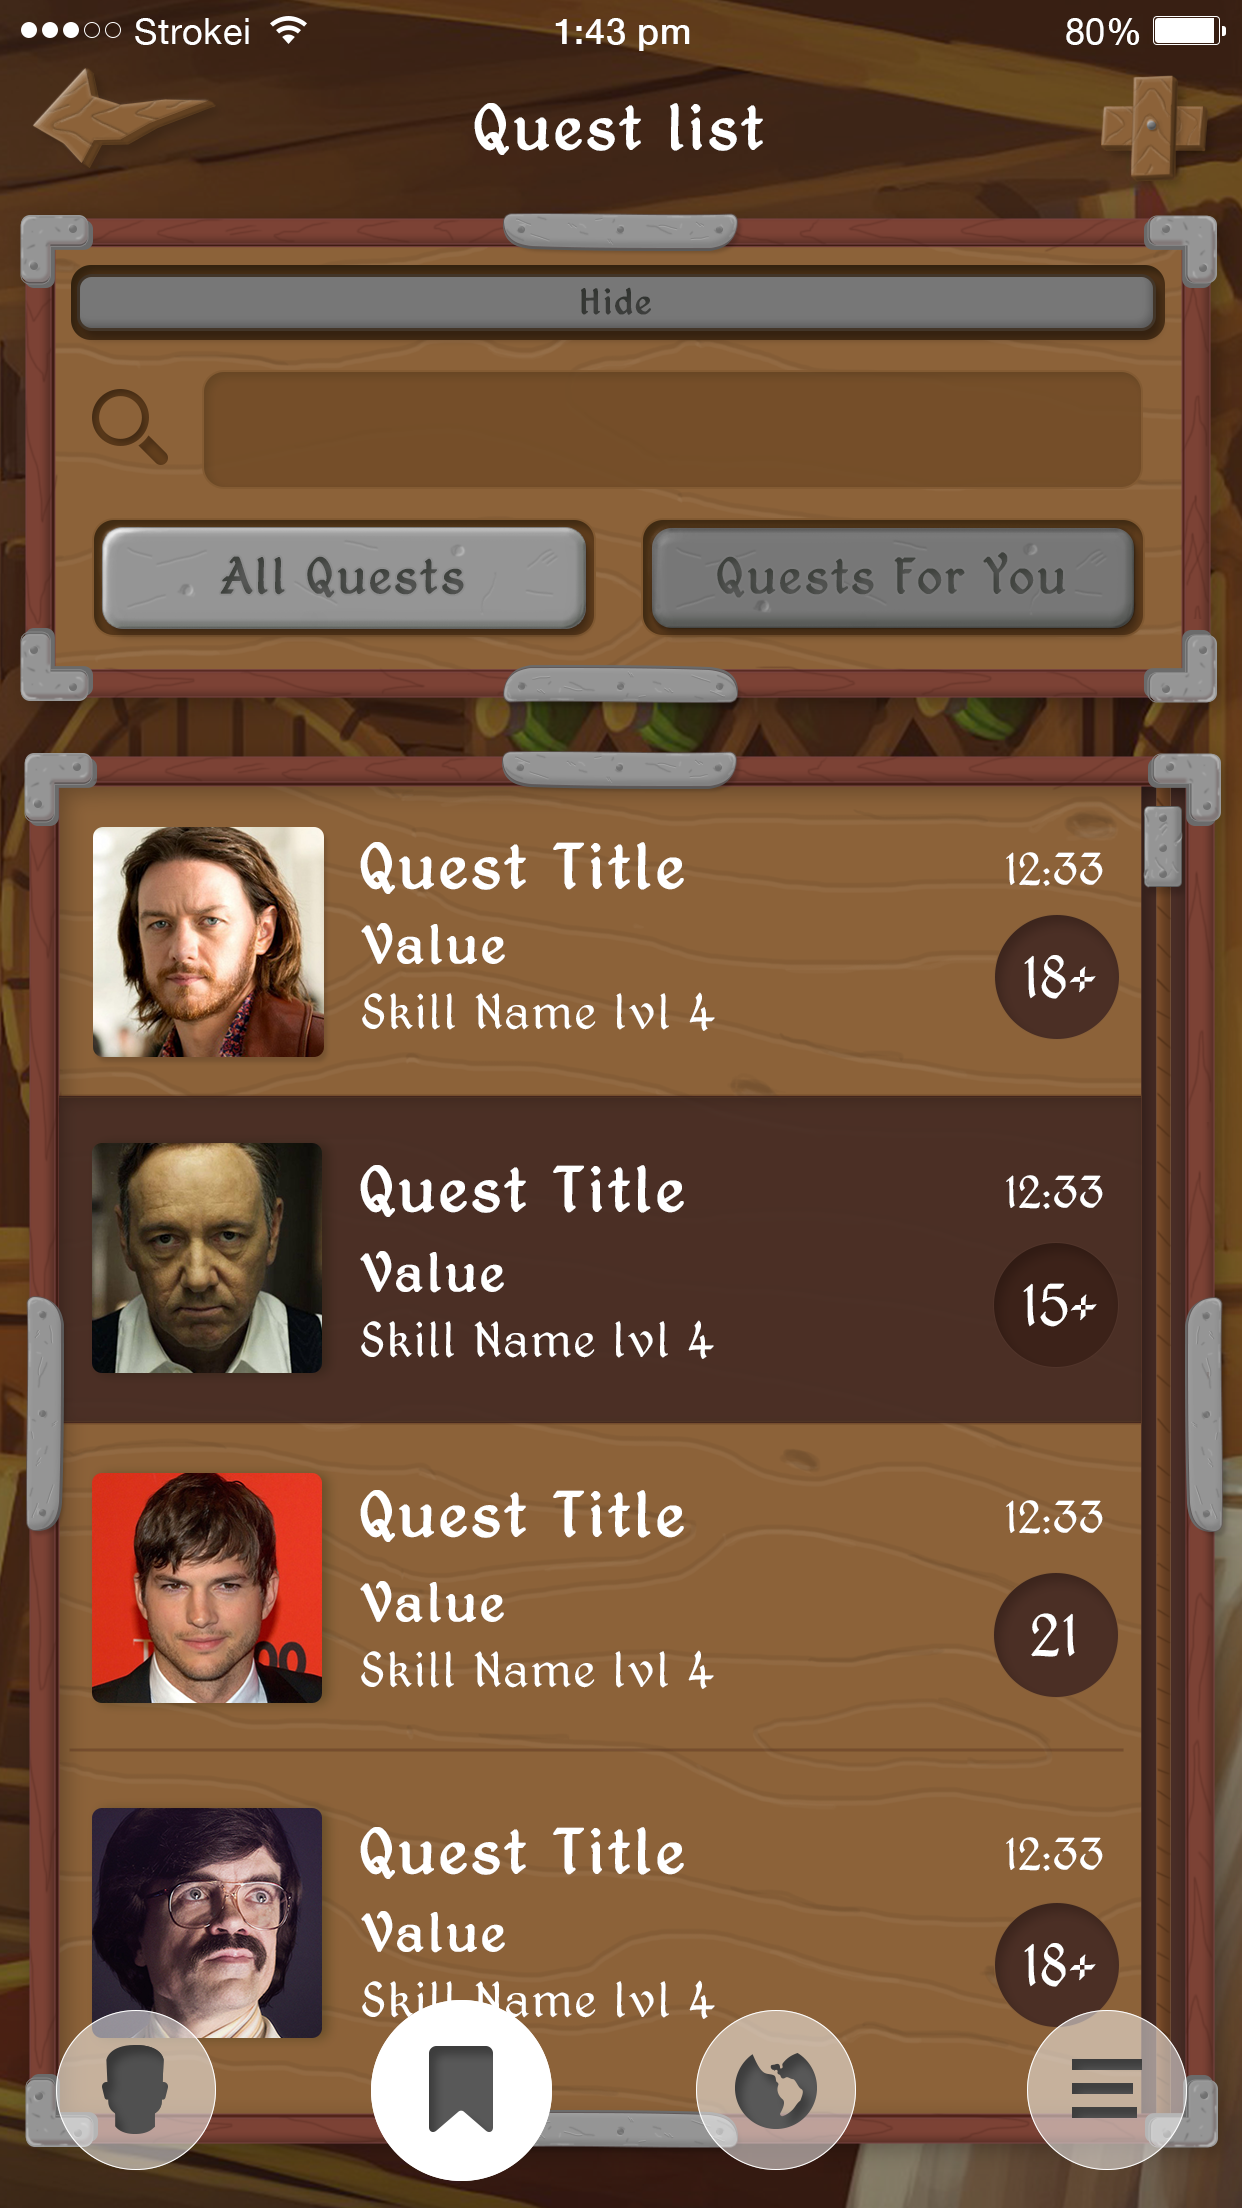 Strokei 1:43 pm 80%
Quest list
Hide
All Quests Quests For You
Quest Title 12:33
Value
18+
Skill Name lvl 4
Quest Title 12:33
Value
15+
Skill Name lvl 4
Quest Title 12:33
Value
21
Skill Name lvl 4
Quest Title 12:33
Value
18+
Skill Name lvl 4